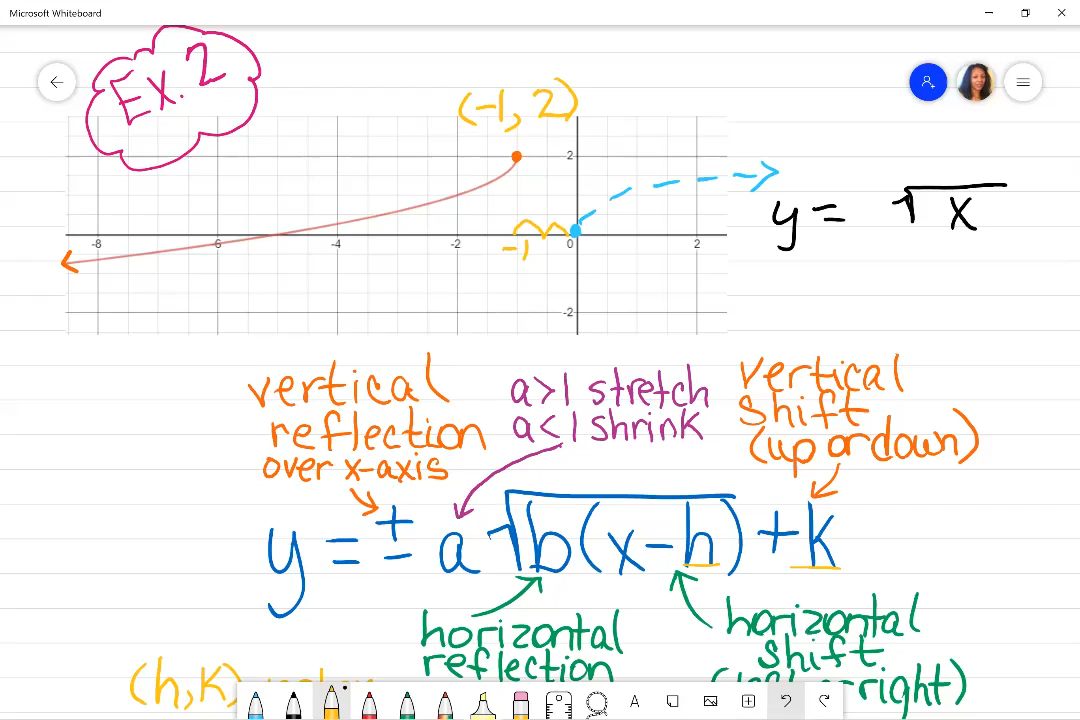 Microsoft Whiteboard
Ex. 2
(-1, 2)
2
-8
-6
-4
-2
0
2
-1
-2
y = √x
vertical
reflection
over x-axis
a>1 stretch
a<1 shrink
vertical
shift
(up or down)
y = ± a √b(x-h) + k
horizontal
reflection
horizontal
shift
right)
(h,k)
A